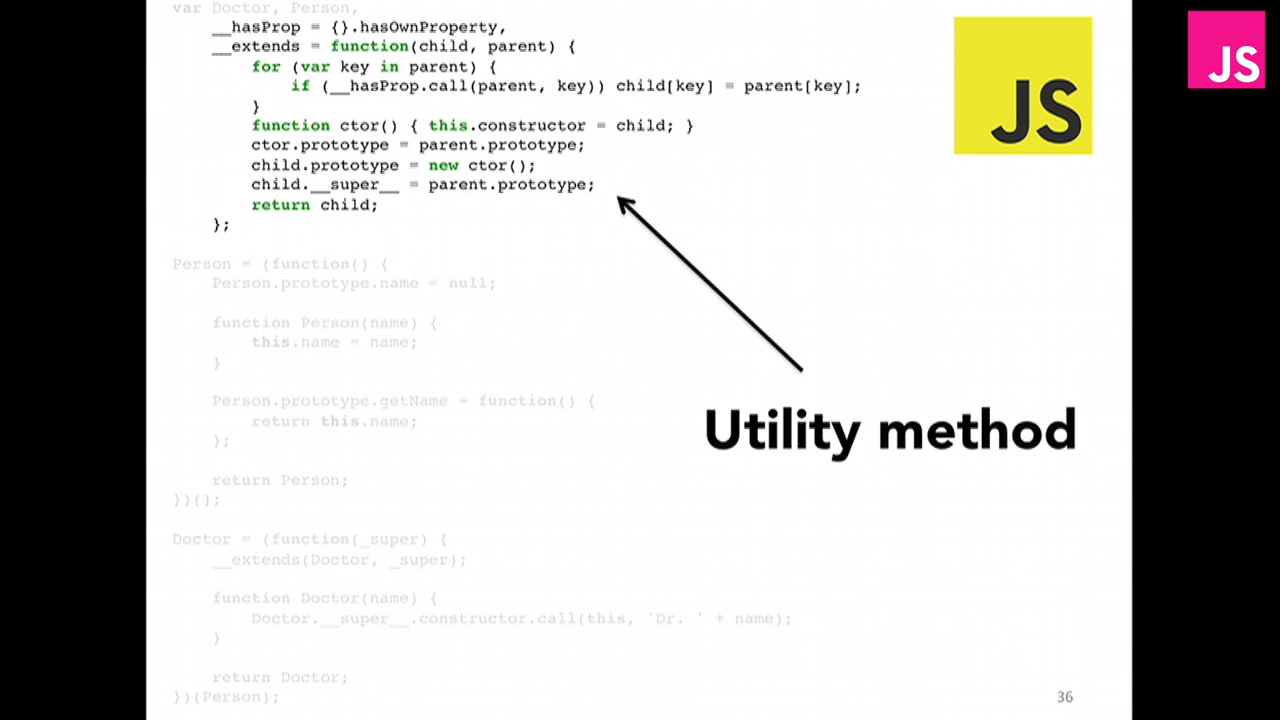 var Doctor, Person,
__hasProp = {}.hasOwnProperty,
__extends = function(child, parent) {
for (var key in parent) {
if (__hasProp.call(parent, key)) child[key] = parent[key];
}
function ctor() { this.constructor = child; }
ctor.prototype = parent.prototype;
child.prototype = new ctor();
child.__super__ = parent.prototype;
return child;
};
Person = (function() {
Person.prototype.name = null;
function Person(name) {
this.name = name;
}
Person.prototype.getName = function() {
return this.name;
};
return Person;
})();
Doctor = (function(_super) {
__extends(Doctor, _super);
function Doctor(name) {
Doctor.__super__.constructor.call(this, 'Dr. ' + name);
}
return Doctor;
})(Person);
JS
JS
Utility method
36